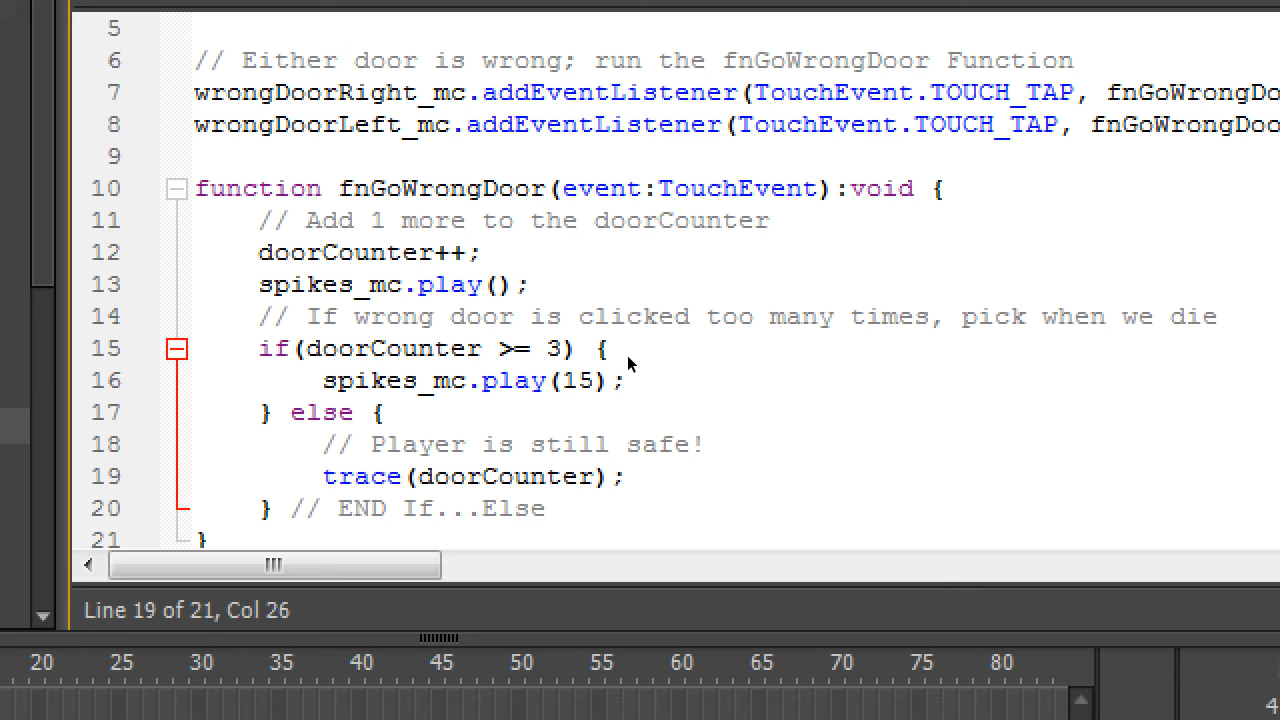 5
6 // Either door is wrong; run the fnGoWrongDoor Function
7 wrongDoorRight_mc.addEventListener(TouchEvent.TOUCH_TAP, fnGoWrongDo
8 wrongDoorLeft_mc.addEventListener(TouchEvent.TOUCH_TAP, fnGoWrongDoo
9
10 function fnGoWrongDoor(event:TouchEvent):void {
11 // Add 1 more to the doorCounter
12 doorCounter++;
13 spikes_mc.play();
14 // If wrong door is clicked too many times, pick when we die
15 if(doorCounter >= 3) {
16 spikes_mc.play(15);
17 } else {
18 // Player is still safe!
19 trace(doorCounter);
20 } // END If...Else
21 }
Line 19 of 21, Col 26
20 25 30 35 40 45 50 55 60 65 70 75 80
4